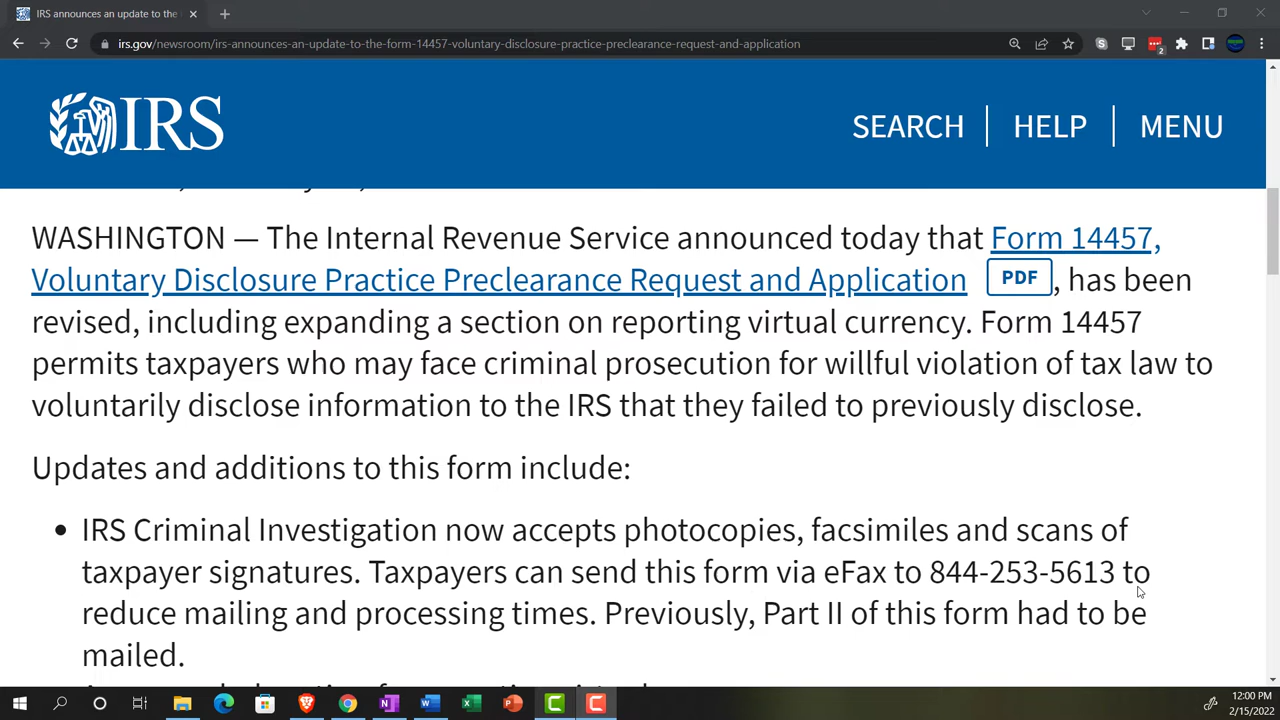 IRS announces an update to the
irs.gov/newsroom/irs-announces-an-update-to-the-form-14457-voluntary-disclosure-practice-preclearance-request-and-application
2
IRS
SEARCH
HELP
MENU
WASHINGTON — The Internal Revenue Service announced today that Form 14457,
Voluntary Disclosure Practice Preclearance Request and Application PDF , has been
revised, including expanding a section on reporting virtual currency. Form 14457
permits taxpayers who may face criminal prosecution for willful violation of tax law to
voluntarily disclose information to the IRS that they failed to previously disclose.
Updates and additions to this form include:
• IRS Criminal Investigation now accepts photocopies, facsimiles and scans of
taxpayer signatures. Taxpayers can send this form via eFax to 844-253-5613 to
reduce mailing and processing times. Previously, Part II of this form had to be
mailed.
12:00 PM
2/15/2022